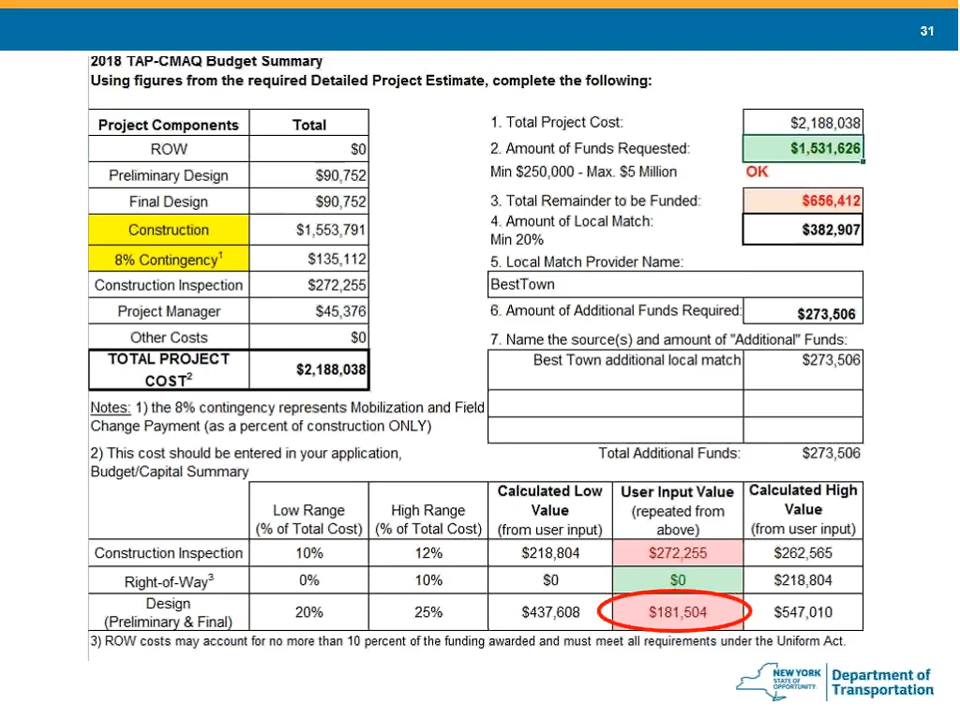 31
2018 TAP-CMAQ Budget Summary
Using figures from the required Detailed Project Estimate, complete the following:
Project Components Total
ROW $0
Preliminary Design $90,752
Final Design $90,752
Construction $1,553,791
8% Contingency1 $135,112
Construction Inspection $272,255
Project Manager $45,376
Other Costs $0
TOTAL PROJECT
COST2 $2,188,038
Notes: 1) the 8% contingency represents Mobilization and Field
Change Payment (as a percent of construction ONLY)
2) This cost should be entered in your application,
Budget/Capital Summary
1. Total Project Cost: $2,188,038
2. Amount of Funds Requested: $1,531,626
Min $250,000 - Max. $5 Million OK
3. Total Remainder to be Funded: $656,412
4. Amount of Local Match: $382,907
Min 20%
5. Local Match Provider Name:
BestTown
6. Amount of Additional Funds Required: $273,506
7. Name the source(s) and amount of "Additional" Funds:
Best Town additional local match $273,506
Total Additional Funds: $273,506
Low Range
(% of Total Cost)
High Range
(% of Total Cost)
Calculated Low
Value
(from user input)
User Input Value
(repeated from
above)
Calculated High
Value
(from user input)
Construction Inspection 10% 12% $218,804 $272,255 $262,565
Right-of-Way3 0% 10% $0 $0 $218,804
Design
(Preliminary & Final) 20% 25% $437,608 $181,504 $547,010
3) ROW costs may account for no more than 10 percent of the funding awarded and must meet all requirements under the Uniform Act.
NEW YORK
STATE OF
OPPORTUNITY.
Department of
Transportation